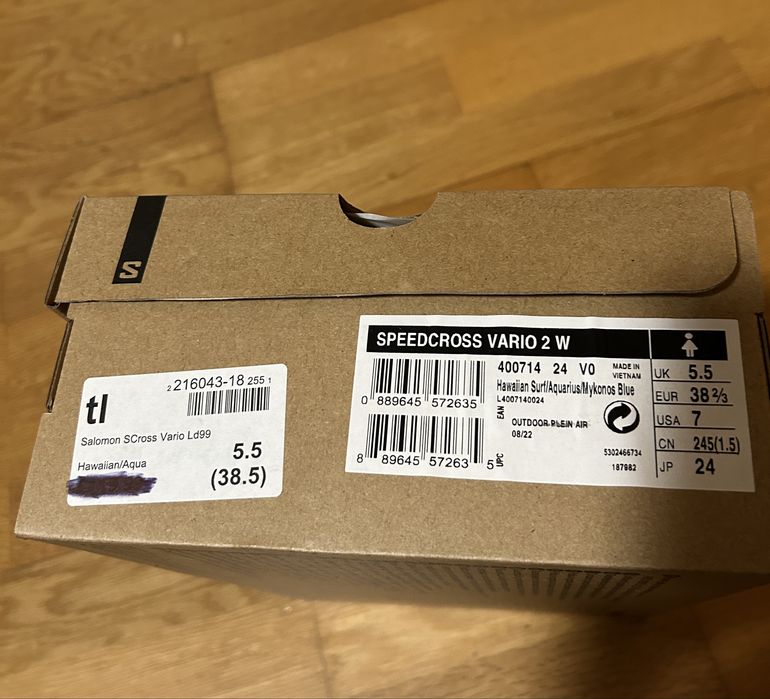 S
tl
2 216043-18 255 1
Salomon SCross Vario Ld99
Hawaiian/Aqua
5.5
(38.5)
SPEEDCROSS VARIO 2 W
400714 24 V0
MADE IN
VIETNAM
Hawaiian Surf/Aquarius/Mykonos Blue
L4007140024
0 889645 572635
EAN
OUTDOOR PLEIN AIR
08/22
8 89645 57263 5
UPC
5302466734
187982
UK 5.5
EUR 38 2/3
USA 7
CN 245(1.5)
JP 24